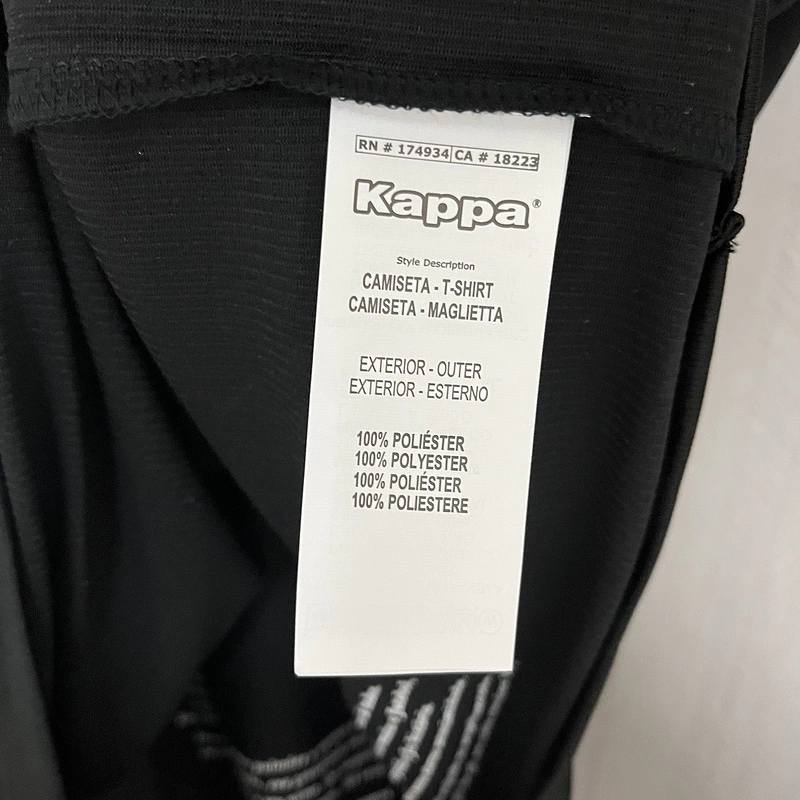 RN # 174934 CA # 18223
Kappa®
Style Description
CAMISETA - T-SHIRT
CAMISETA - MAGLIETTA
EXTERIOR - OUTER
EXTERIOR - ESTERNO
100% POLIÉSTER
100% POLYESTER
100% POLIÉSTER
100% POLIESTERE